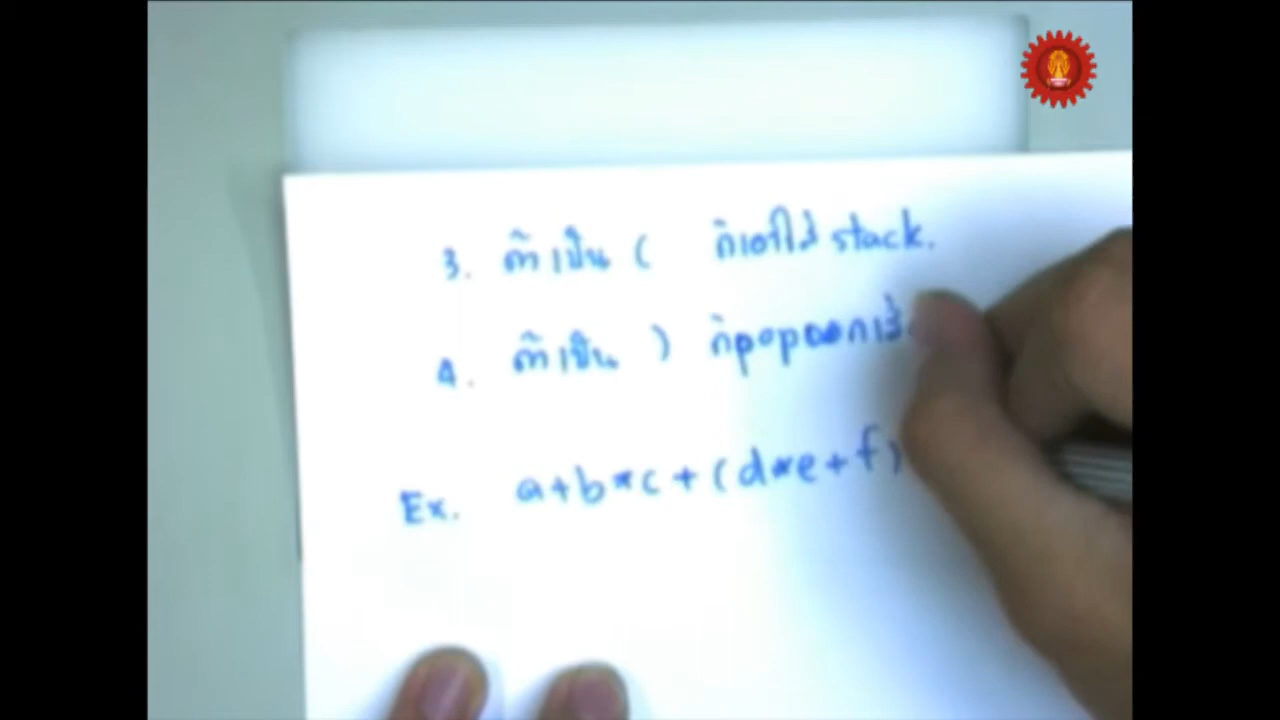 3. ถ้าเป็น ( ก็เอาใส่ stack.
4. ถ้าเป็น ) ก็popออก
Ex. a+b*c+(d*e+f)